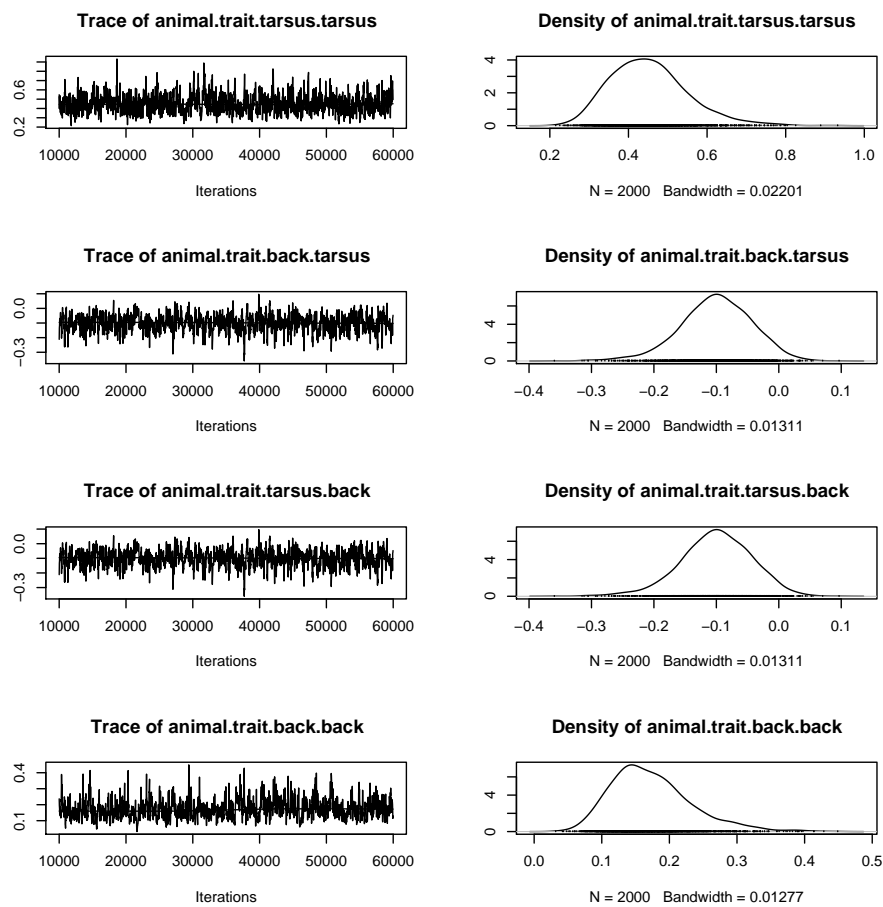 Trace of animal.trait.tarsus.tarsus
0.2 0.6
10000 20000 30000 40000 50000 60000
Iterations
Density of animal.trait.tarsus.tarsus
0 2 4
0.2 0.4 0.6 0.8 1.0
N = 2000 Bandwidth = 0.02201
Trace of animal.trait.back.tarsus
−0.3 0.0
10000 20000 30000 40000 50000 60000
Iterations
Density of animal.trait.back.tarsus
0 4
−0.4 −0.3 −0.2 −0.1 0.0 0.1
N = 2000 Bandwidth = 0.01311
Trace of animal.trait.tarsus.back
−0.3 0.0
10000 20000 30000 40000 50000 60000
Iterations
Density of animal.trait.tarsus.back
0 4
−0.4 −0.3 −0.2 −0.1 0.0 0.1
N = 2000 Bandwidth = 0.01311
Trace of animal.trait.back.back
0.1 0.4
10000 20000 30000 40000 50000 60000
Iterations
Density of animal.trait.back.back
0 4
0.0 0.1 0.2 0.3 0.4 0.5
N = 2000 Bandwidth = 0.01277